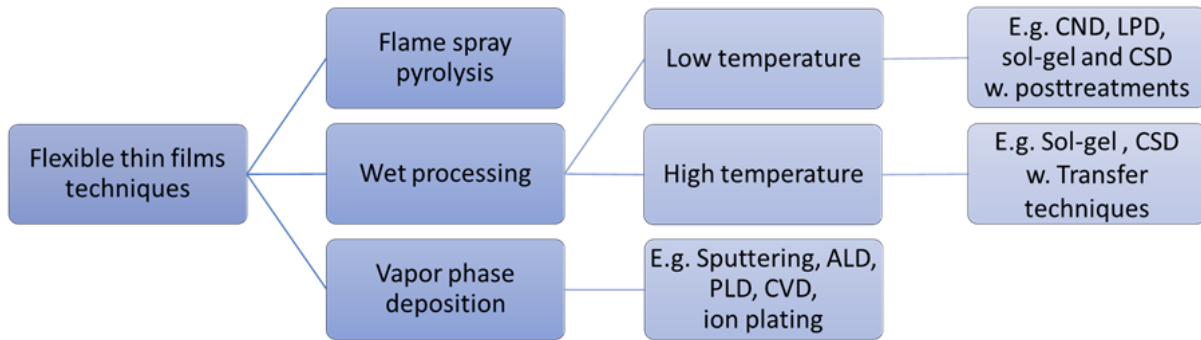 Flexible thin films
techniques
Flame spray
pyrolysis
Wet processing
Vapor phase
deposition
Low temperature
High temperature
E.g. Sputtering, ALD,
PLD, CVD,
ion plating
E.g. CND, LPD,
sol-gel and CSD
w. posttreatments
E.g. Sol-gel , CSD
w. Transfer
techniques